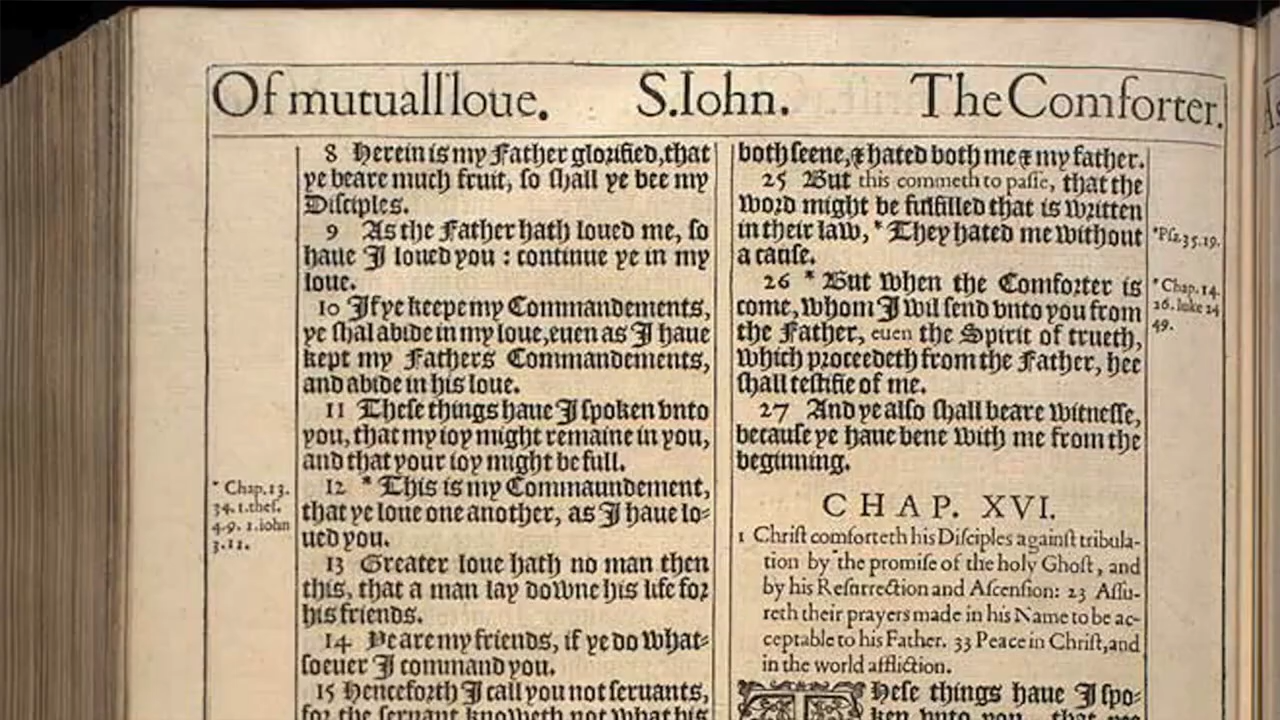 Of mutuall loue. S.Iohn. The Comforter.
8 Herein is my Father glorified, that
ye beare much fruit, ſo ſhall ye bee my
Diſciples.
9 As the Father hath loued me, ſo
haue I loued you : continue ye in my
loue.
10 If ye keepe my Commandements,
ye ſhal abide in my loue, euen as I haue
kept my Fathers Commandements,
and abide in his loue.
11 Theſe things haue I ſpoken vnto
you, that my ioy might remaine in you,
and that your ioy might be full.
* Chap.13.
34. 1.theſ.
4.9. 1.iohn
3.11.
12 * This is my Commaundement,
that ye loue one another, as I haue lo-
ued you.
13 Greater loue hath no man then
this, that a man lay downe his life for
his friends.
14 Ye are my friends, if ye do what-
ſoeuer I command you.
15 Henceforth I call you not ſeruants,
for the ſeruant knoweth not what his
both ſeene, & hated both me & my father.
25 But this commeth to paſſe, that the
word might be fulfilled that is written
in their law, * They hated me without
a cauſe.
*Pſa.35.19.
26 * But when the Comforter is
come, whom I wil ſend vnto you from
the Father, euen the Spirit of trueth,
which proceedeth from the Father, hee
ſhall teſtifie of me.
* Chap.14.
26. luke 24
49.
27 And ye alſo ſhall beare witneſſe,
becauſe ye haue bene with me from the
beginning.
CHAP. XVI.
1 Chriſt comforteth his Diſciples againſt tribula-
tion by the promiſe of the holy Ghoſt, and
by his Reſurrection and Aſcenſion: 23 Aſſu-
reth their prayers made in his Name to be ac-
ceptable to his Father. 33 Peace in Chriſt, and
in the world affliction.
Theſe things haue I ſpo-
ken vnto you, that ye